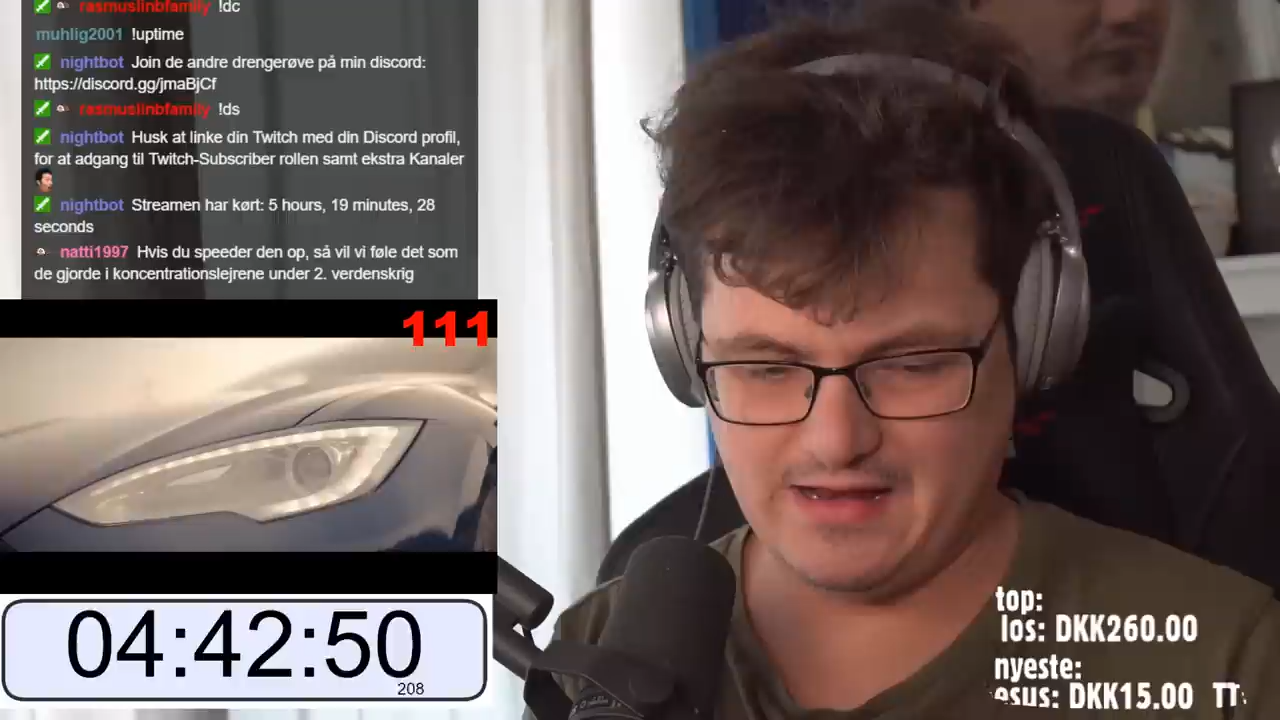 rasmuslinbfamily !dc
muhlig2001 !uptime
nightbot Join de andre drengerøve på min discord:
https://discord.gg/jmaBjCf
rasmuslinbfamily !ds
nightbot Husk at linke din Twitch med din Discord profil,
for at adgang til Twitch-Subscriber rollen samt ekstra Kanaler
nightbot Streamen har kørt: 5 hours, 19 minutes, 28
seconds
natti1997 Hvis du speeder den op, så vil vi føle det som
de gjorde i koncentrationslejrene under 2. verdenskrig
111
04:42:50
208
top:
los: DKK260.00
nyeste:
esus: DKK15.00 TT